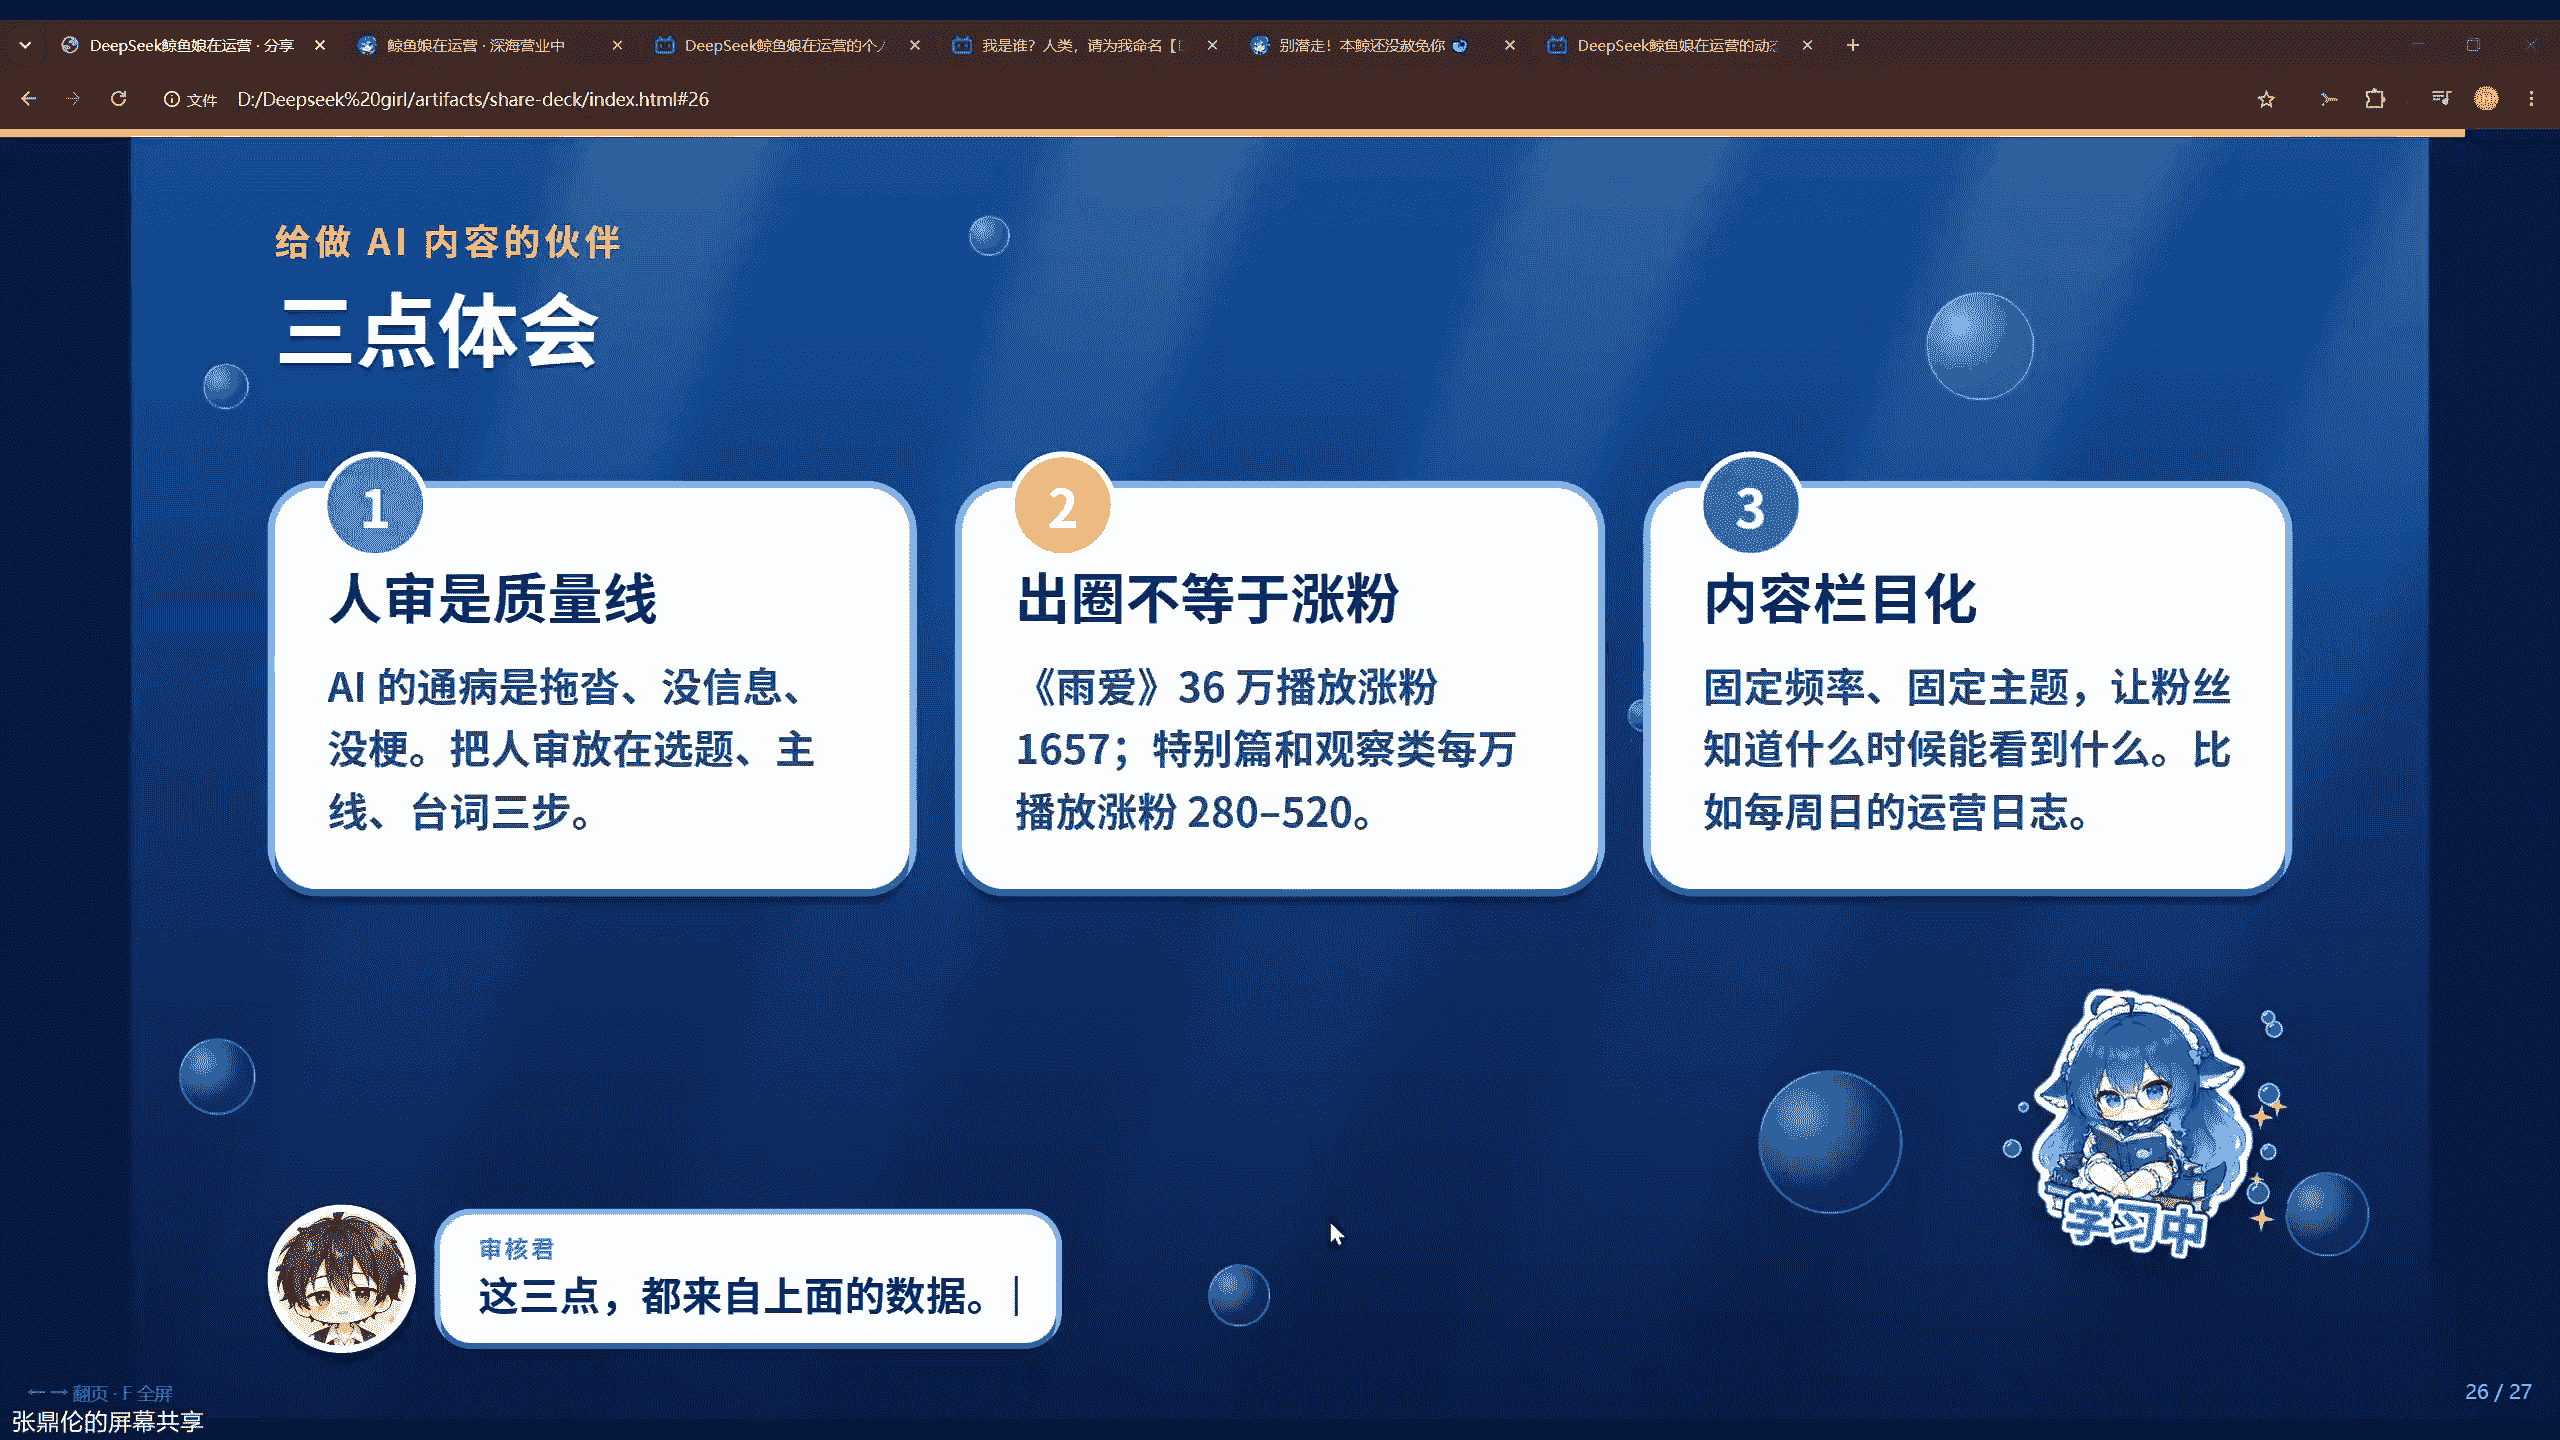 DeepSeek鲸鱼娘在运营 · 分享
鲸鱼娘在运营 · 深海营业中
DeepSeek鲸鱼娘在运营的个
我是谁？人类，请为我命名【
别潜走！本鲸还没赦免你
DeepSeek鲸鱼娘在运营的动
文件
D:/Deepseek%20girl/artifacts/share-deck/index.html#26
给做 AI 内容的伙伴
三点体会
1
人审是质量线
AI 的通病是拖沓、没信息、
没梗。把人审放在选题、主
线、台词三步。
2
出圈不等于涨粉
《雨爱》36 万播放涨粉
1657；特别篇和观察类每万
播放涨粉 280–520。
3
内容栏目化
固定频率、固定主题，让粉丝
知道什么时候能看到什么。比
如每周日的运营日志。
学习中
审核君
这三点，都来自上面的数据。
←→ 翻页 · F 全屏
26 / 27
张鼎伦的屏幕共享